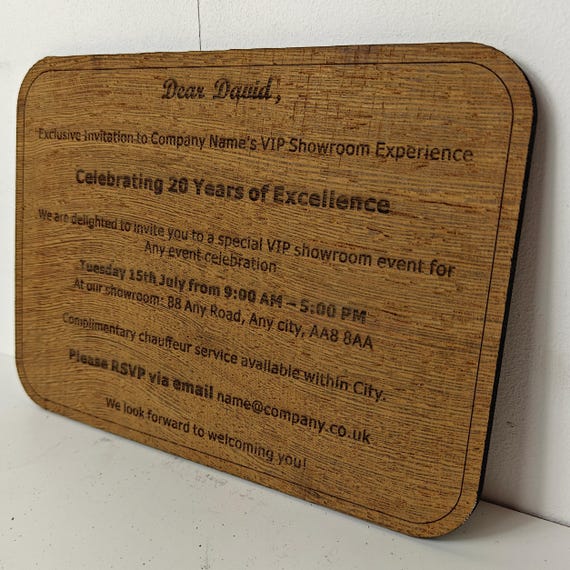 Dear David,
Exclusive Invitation to Company Name's VIP Showroom Experience
Celebrating 20 Years of Excellence
We are delighted to invite you to a special VIP showroom event for
Any event celebration
Tuesday 15th July from 9:00 AM – 5:00 PM
At our showroom: 88 Any Road, Any city, AA8 8AA
Complimentary chauffeur service available within City.
Please RSVP via email name@company.co.uk
We look forward to welcoming you!